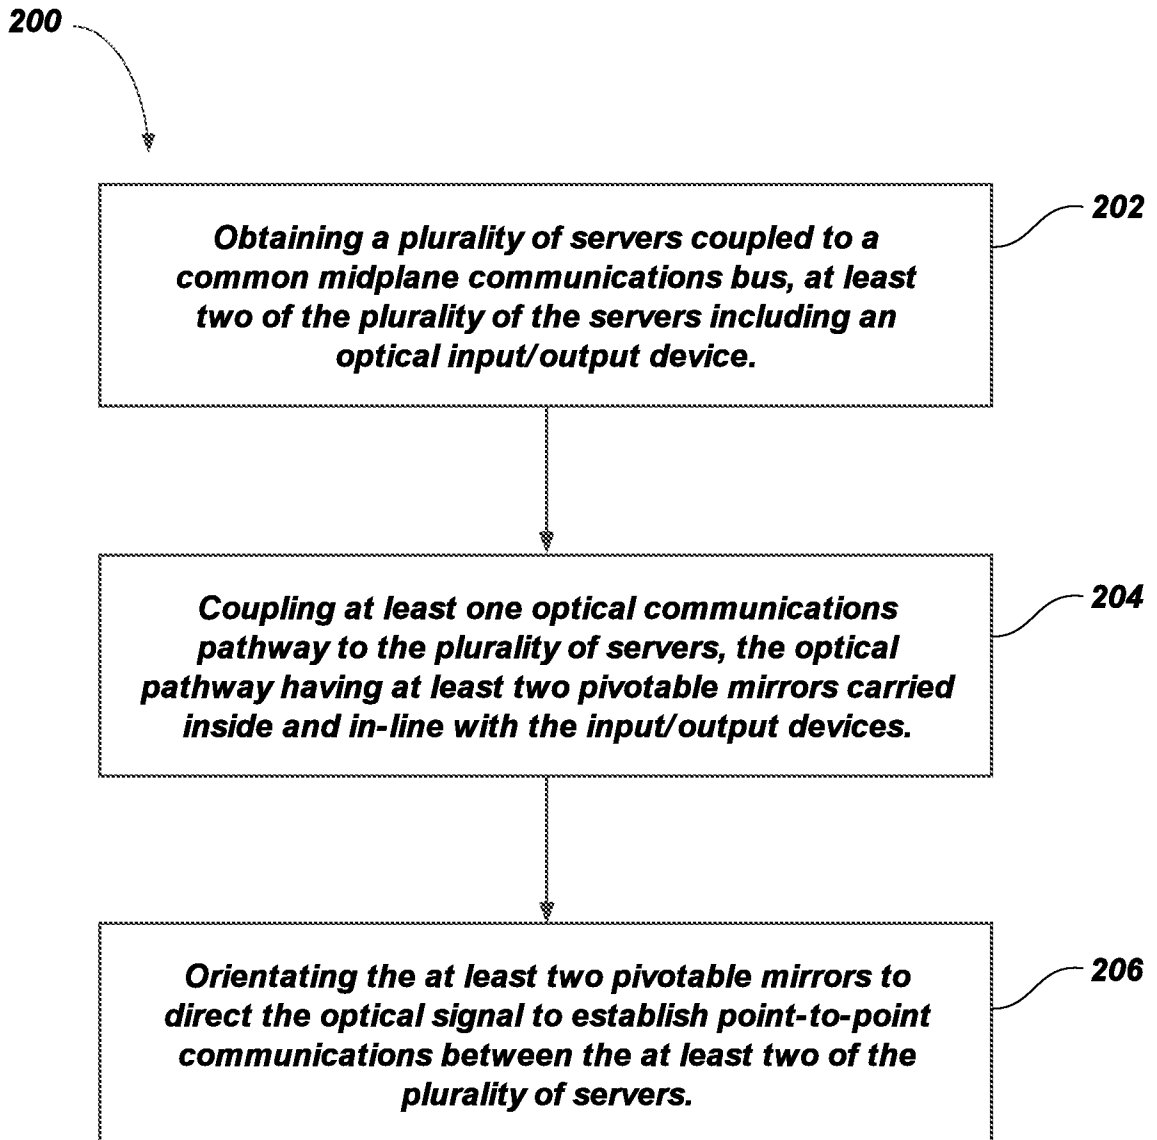 200
202
Obtaining a plurality of servers coupled to a
common midplane communications bus, at least
two of the plurality of the servers including an
optical input/output device.
204
Coupling at least one optical communications
pathway to the plurality of servers, the optical
pathway having at least two pivotable mirrors carried
inside and in-line with the input/output devices.
206
Orientating the at least two pivotable mirrors to
direct the optical signal to establish point-to-point
communications between the at least two of the
plurality of servers.